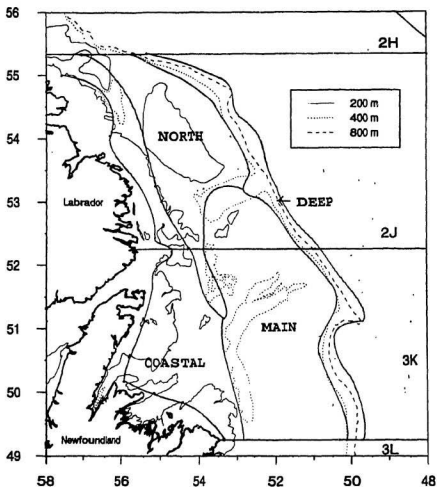 56
2H
55
200 m
400 m
800 m
NORTH
54
Labrador
53
DEEP
2J
52
MAIN
51
3K
COASTAL
50
Newfoundland
3L
49
58
56
54
52
50
48